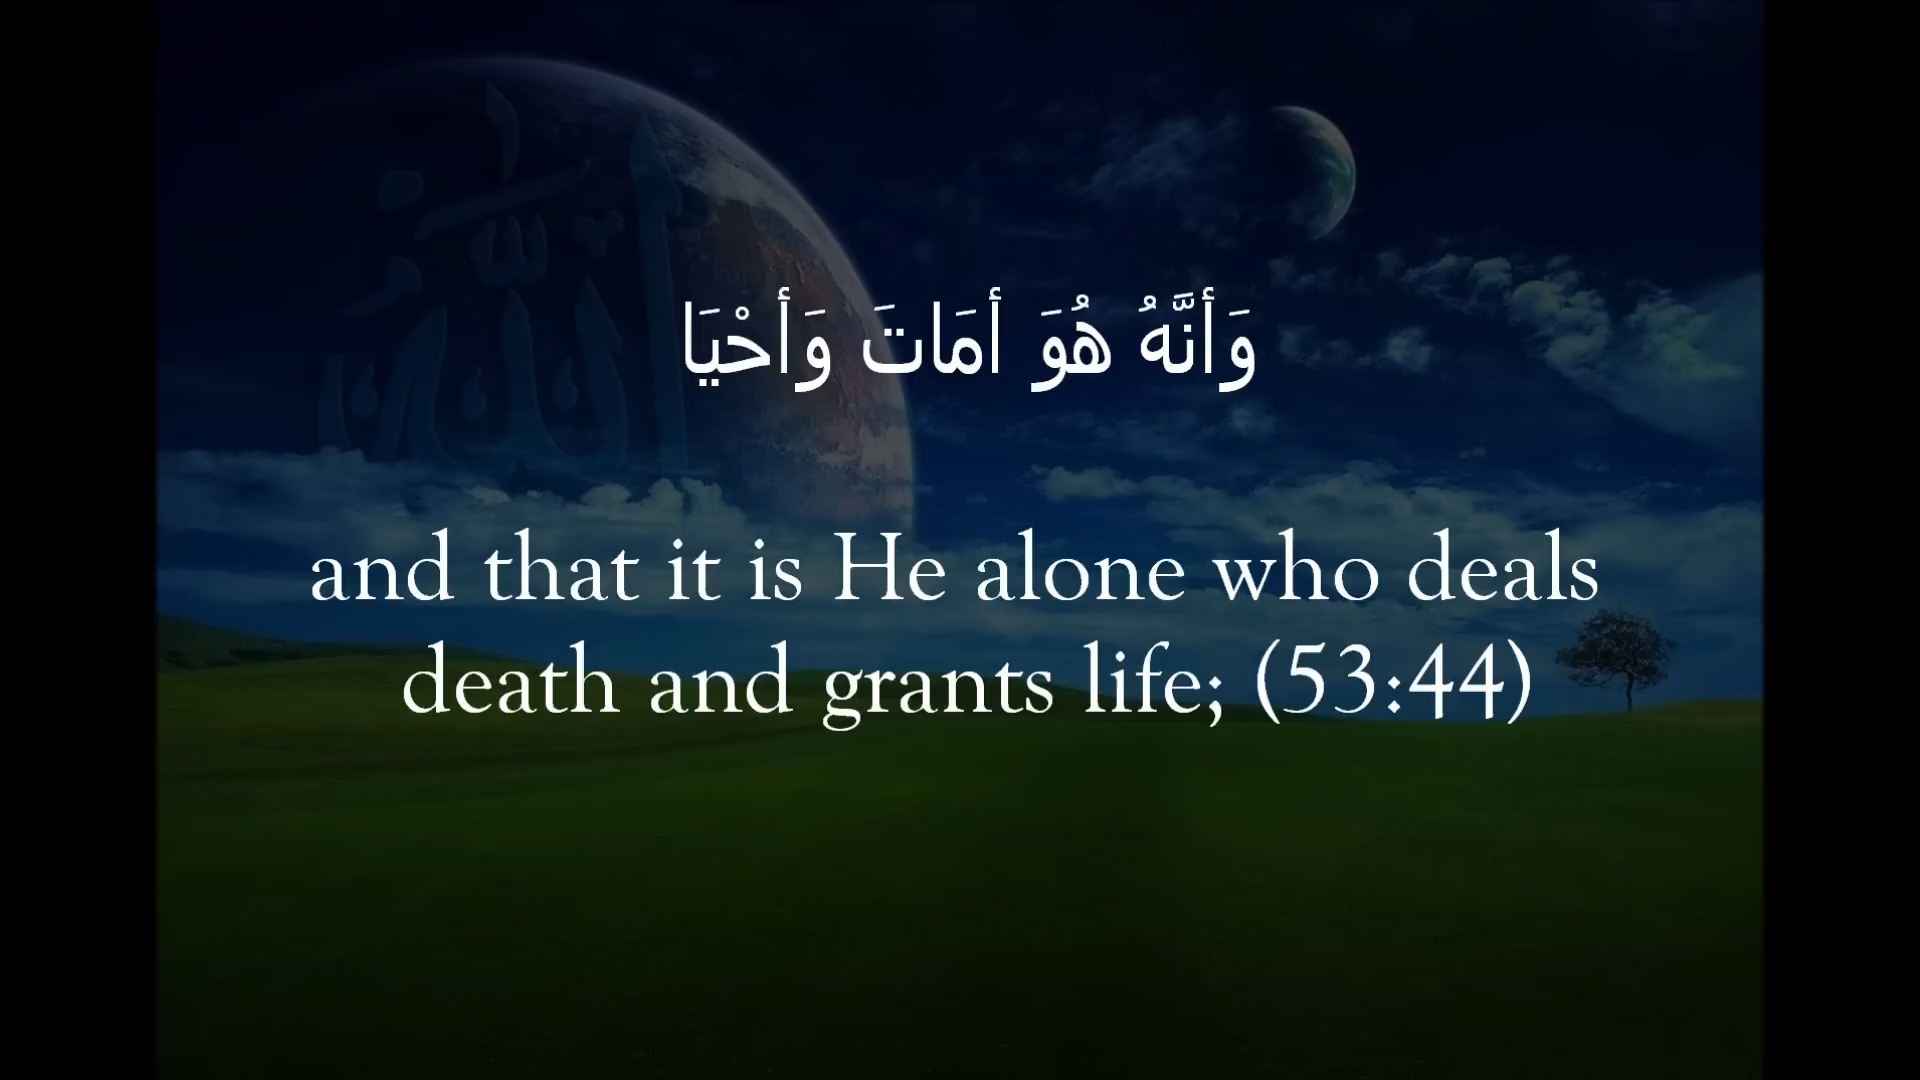 وَأنَّهُ هُوَ أمَاتَ وَأحْيَا
and that it is He alone who deals
death and grants life; (53:44)